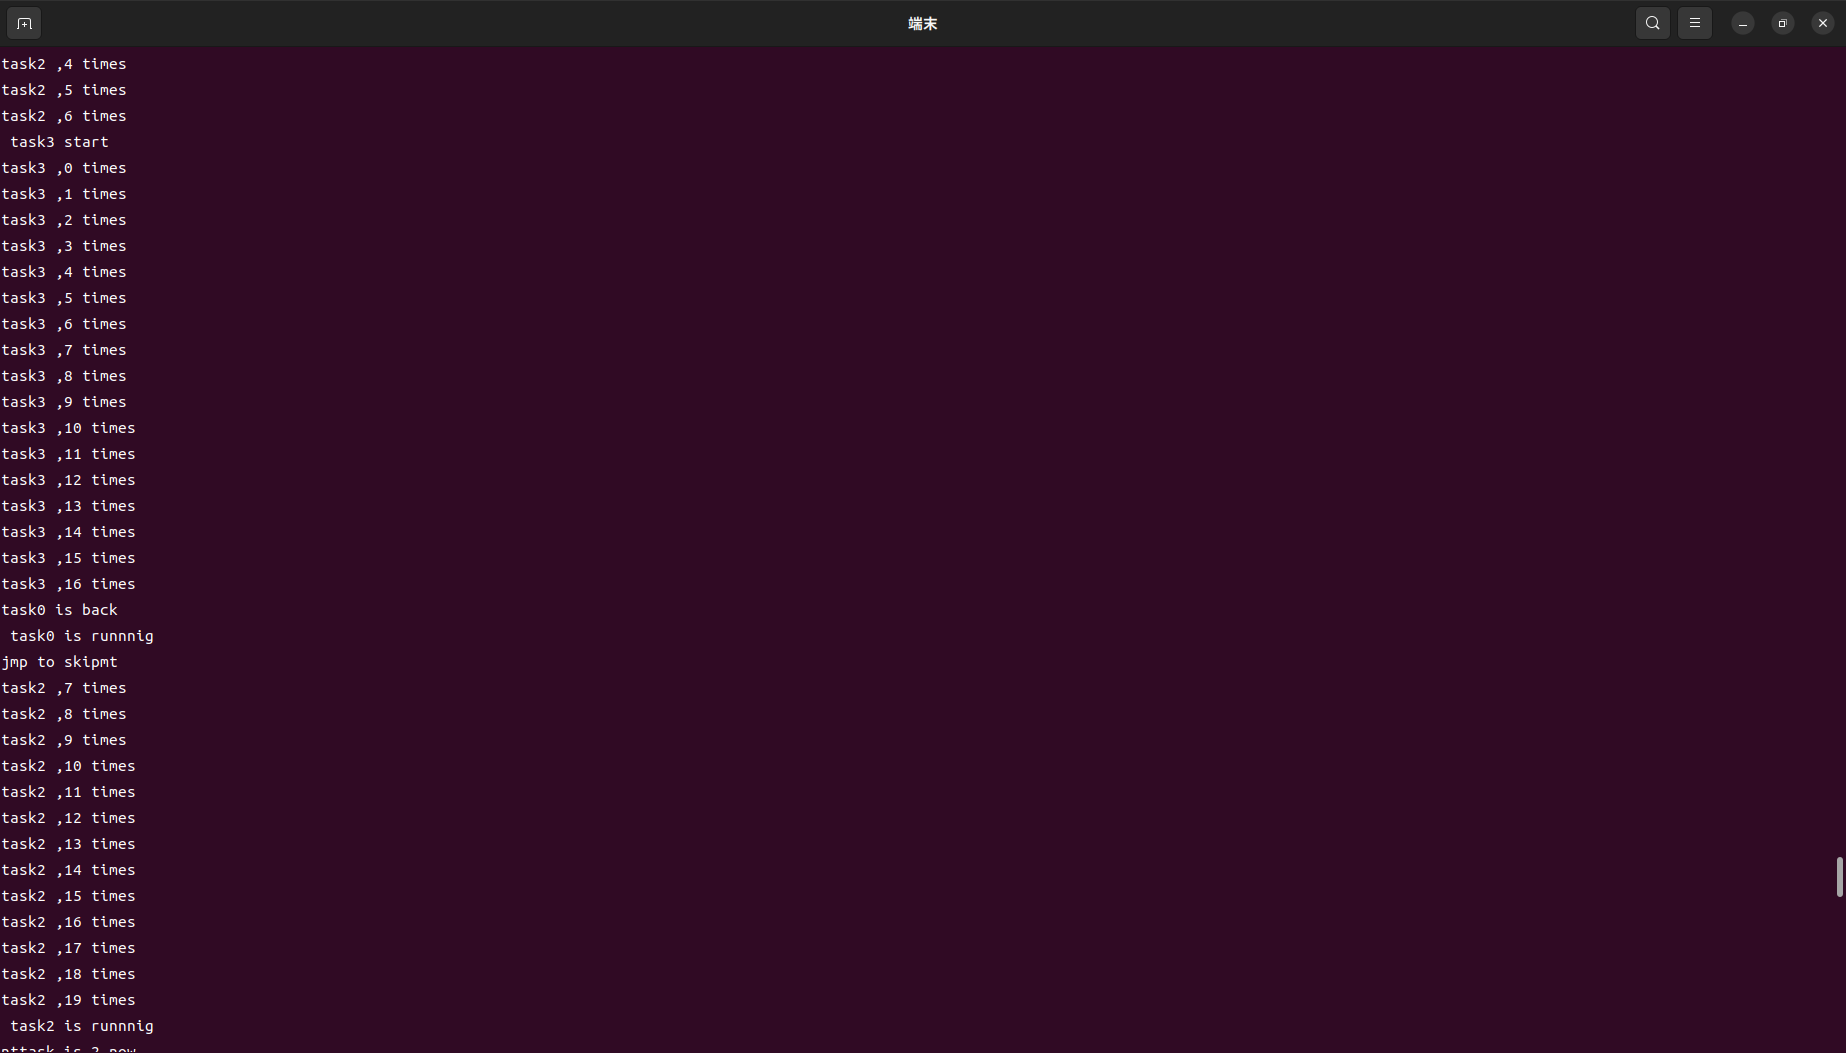 端末
task2 ,4 times
task2 ,5 times
task2 ,6 times
 task3 start
task3 ,0 times
task3 ,1 times
task3 ,2 times
task3 ,3 times
task3 ,4 times
task3 ,5 times
task3 ,6 times
task3 ,7 times
task3 ,8 times
task3 ,9 times
task3 ,10 times
task3 ,11 times
task3 ,12 times
task3 ,13 times
task3 ,14 times
task3 ,15 times
task3 ,16 times
task0 is back
 task0 is runnnig
jmp to skipmt
task2 ,7 times
task2 ,8 times
task2 ,9 times
task2 ,10 times
task2 ,11 times
task2 ,12 times
task2 ,13 times
task2 ,14 times
task2 ,15 times
task2 ,16 times
task2 ,17 times
task2 ,18 times
task2 ,19 times
 task2 is runnnig